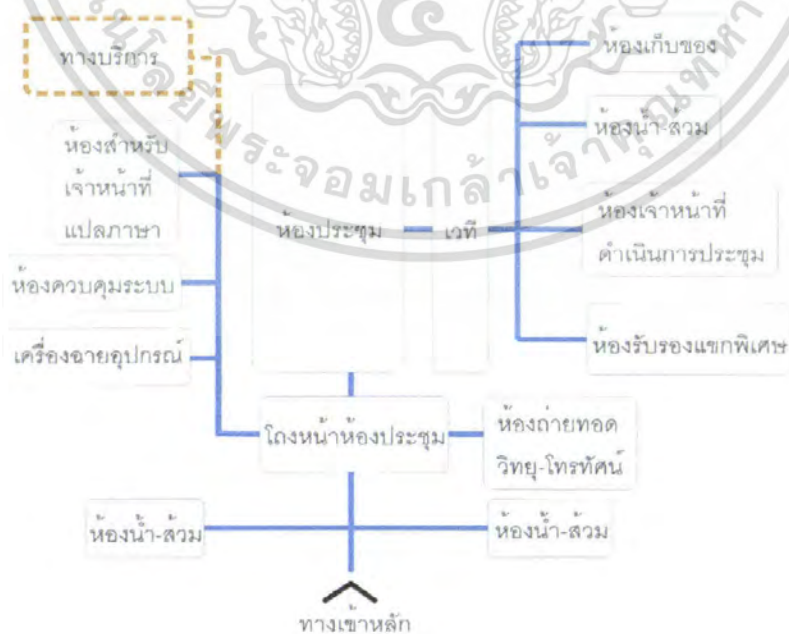 ทางบริการ
ห้องสำหรับ
เจ้าหน้าที่
แปลภาษา
ห้องควบคุมระบบ
เครื่องฉายอุปกรณ์
ห้องประชุม
เวที
ห้องเก็บของ
ห้องน้ำ-ส้วม
ห้องเจ้าหน้าที่
ดำเนินการประชุม
ห้องรับรองแขกพิเศษ
โถงหน้าห้องประชุม
ห้องถ่ายทอด
วิทยุ-โทรทัศน์
ห้องน้ำ-ส้วม
ห้องน้ำ-ส้วม
ทางเข้าหลัก